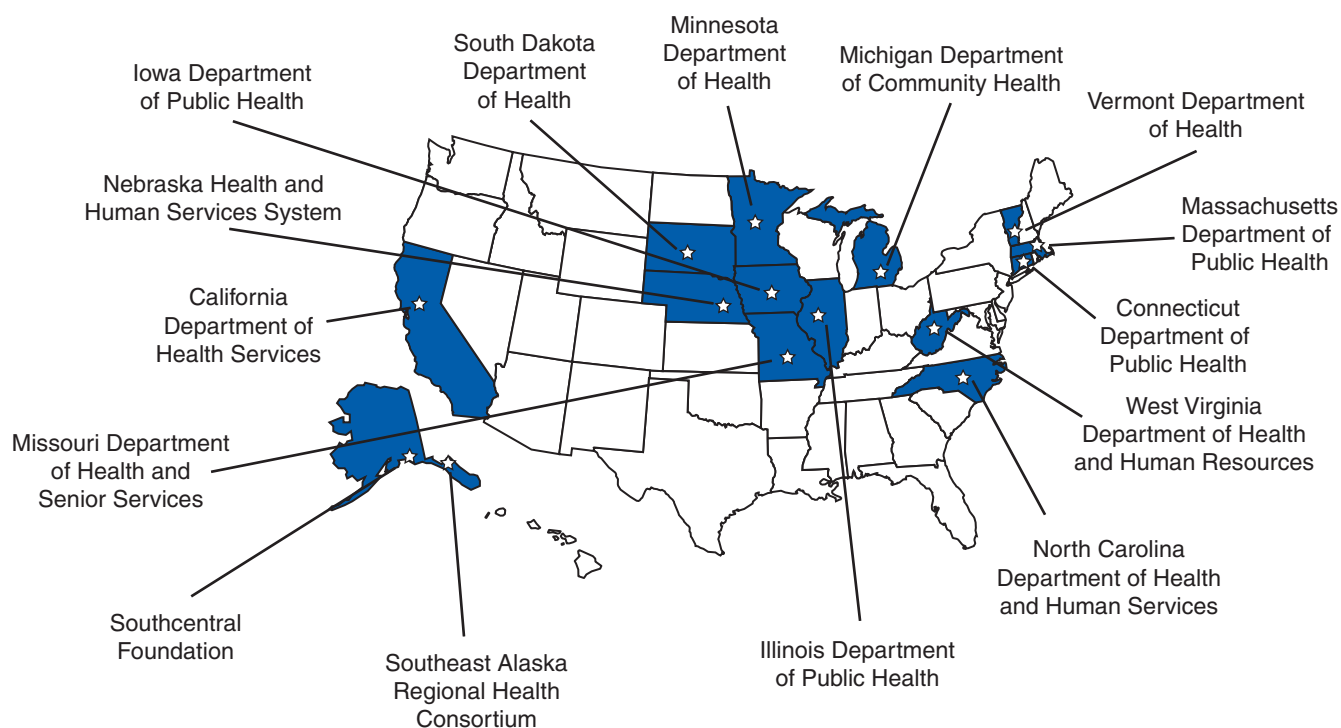 Minnesota
Department
of Health
South Dakota
Department
of Health
Michigan Department
of Community Health
Iowa Department
of Public Health
Vermont Department
of Health
Nebraska Health and
Human Services System
Massachusetts
Department of
Public Health
California
Department of
Health Services
Connecticut
Department of
Public Health
West Virginia
Department of Health
and Human Resources
Missouri Department
of Health and
Senior Services
North Carolina
Department of Health
and Human Services
Southcentral
Foundation
Illinois Department
of Public Health
Southeast Alaska
Regional Health
Consortium